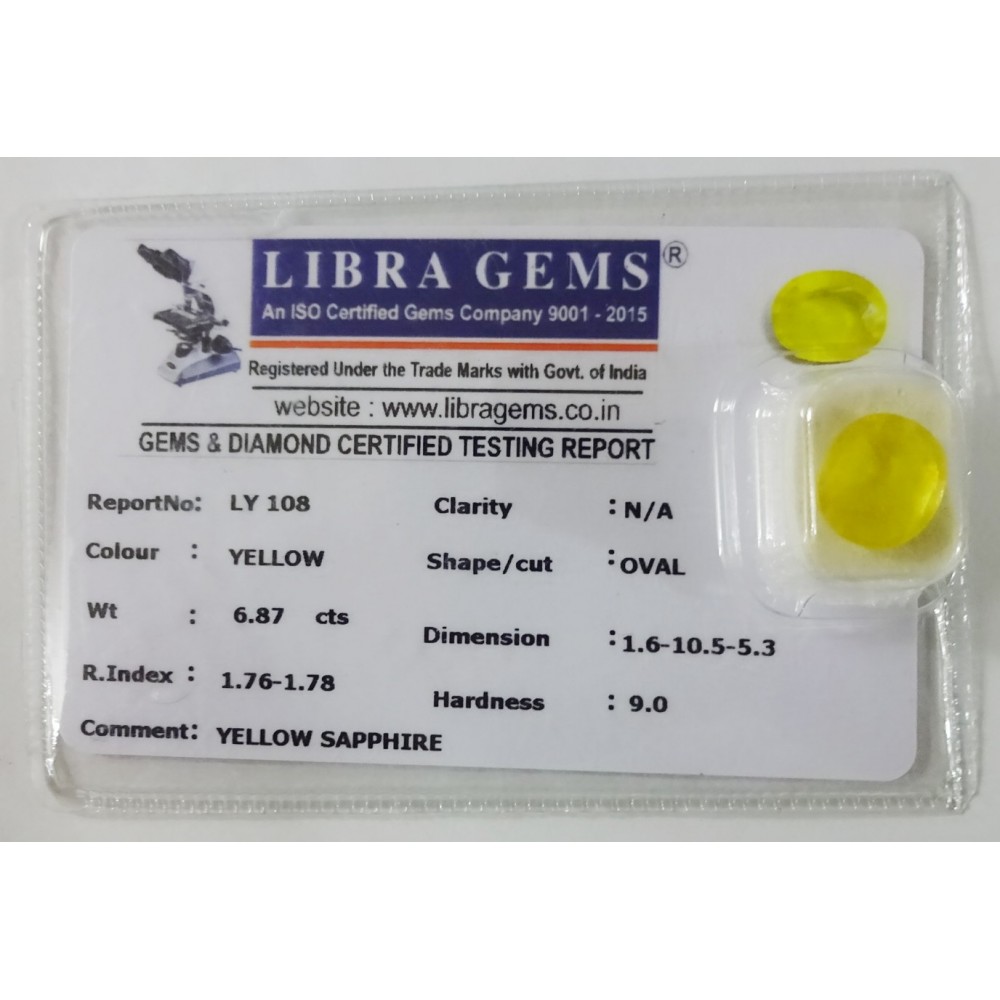 LIBRA GEMS ®
An ISO Certified Gems Company 9001 - 2015
Registered Under the Trade Marks with Govt. of India
website : www.libragems.co.in
GEMS & DIAMOND CERTIFIED TESTING REPORT
ReportNo: LY 108 Clarity : N/A
Colour : YELLOW Shape/cut : OVAL
Wt : 6.87 cts Dimension : 1.6-10.5-5.3
R.Index : 1.76-1.78 Hardness : 9.0
Comment: YELLOW SAPPHIRE